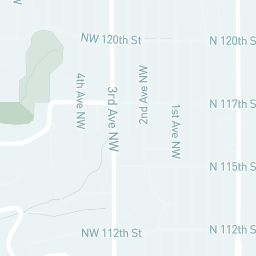 NW 120th St
N 120th St
4th Ave NW
3rd Ave NW
2nd Ave NW
1st Ave NW
N 117th St
N 115th St
NW 112th St
N 112th St